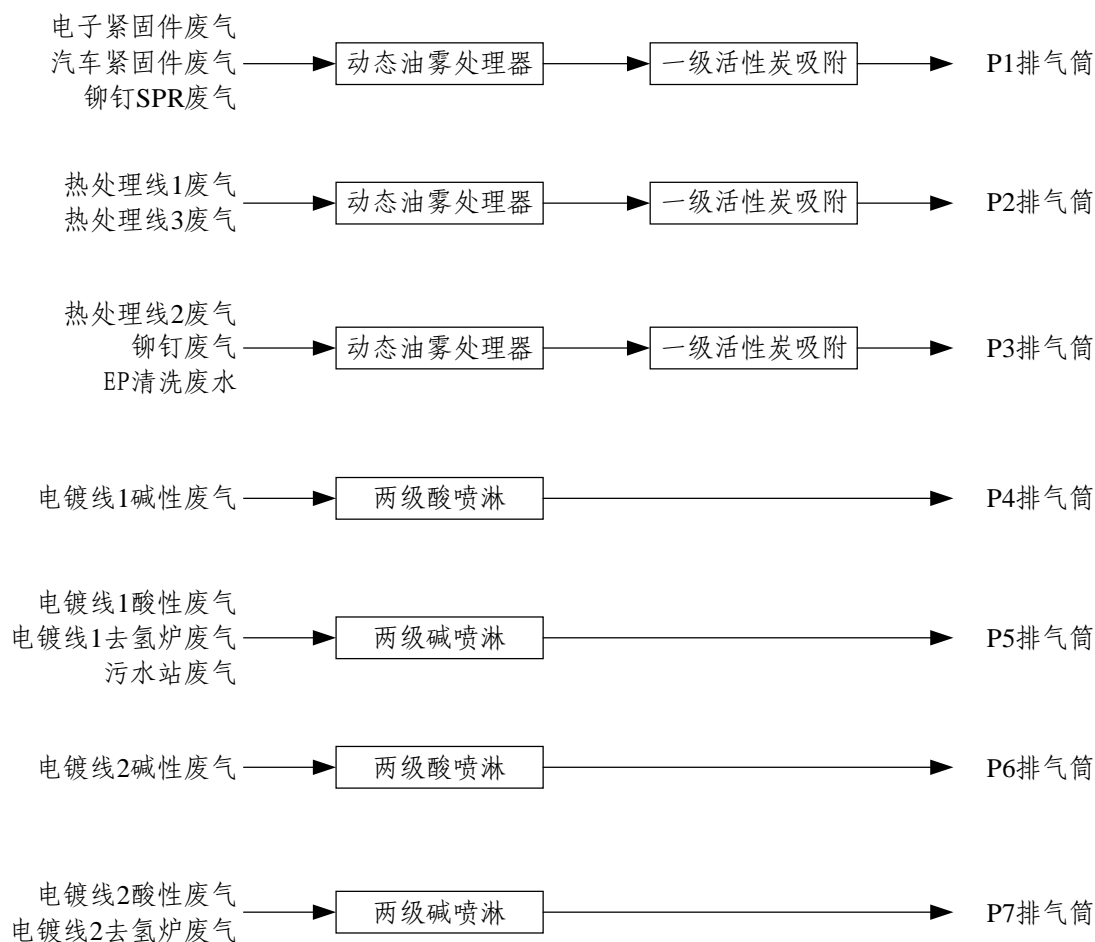 电子紧固件废气
汽车紧固件废气
铆钉SPR废气
动态油雾处理器
一级活性炭吸附
P1排气筒
热处理线1废气
热处理线3废气
动态油雾处理器
一级活性炭吸附
P2排气筒
热处理线2废气
铆钉废气
EP清洗废水
动态油雾处理器
一级活性炭吸附
P3排气筒
电镀线1碱性废气
两级酸喷淋
P4排气筒
电镀线1酸性废气
电镀线1去氢炉废气
污水站废气
两级碱喷淋
P5排气筒
电镀线2碱性废气
两级酸喷淋
P6排气筒
电镀线2酸性废气
电镀线2去氢炉废气
两级碱喷淋
P7排气筒